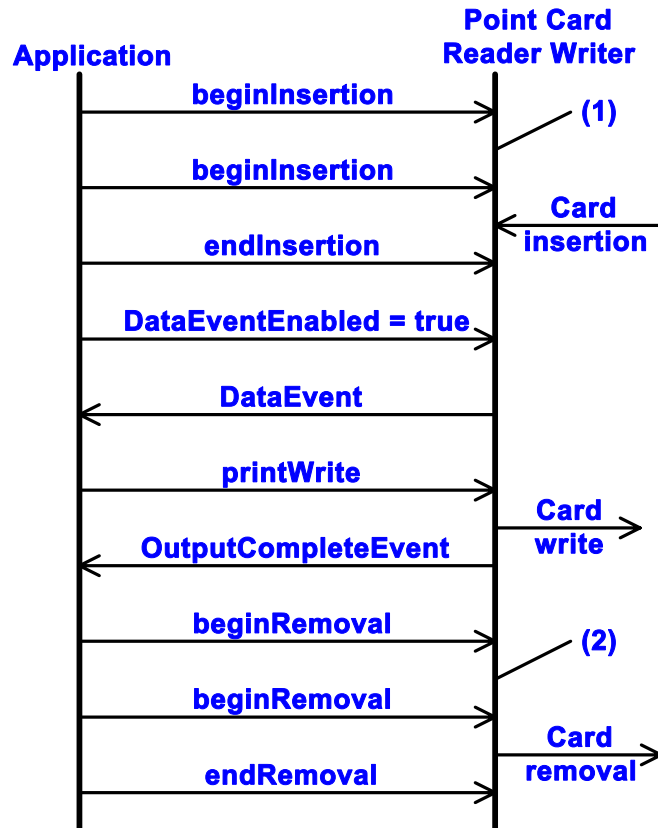 Point Card
Application
Reader Writer
beginInsertion
(1)
beginInsertion
Card
insertion
endInsertion
DataEventEnabled = true
DataEvent
printWrite
Card
write
OutputCompleteEvent
beginRemoval
(2)
beginRemoval
Card
removal
endRemoval